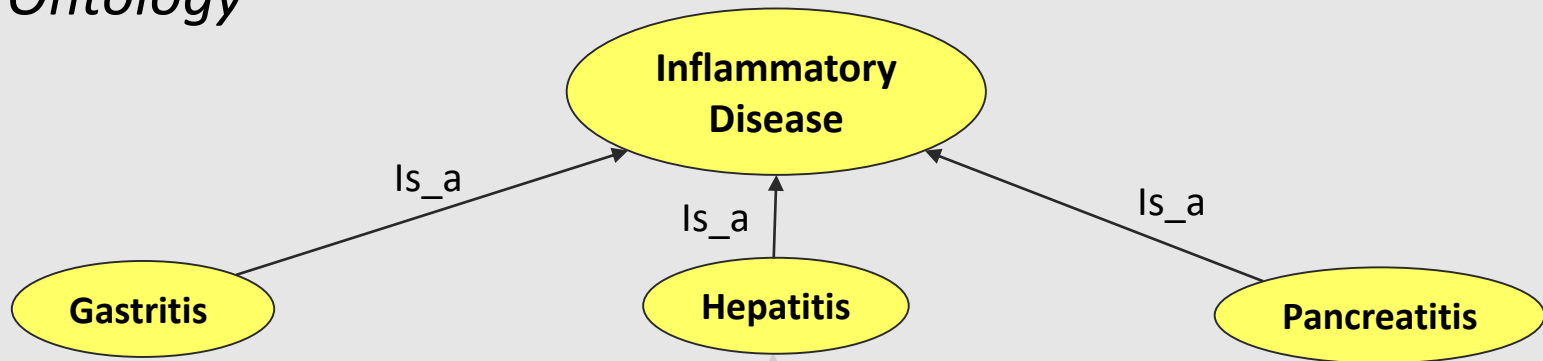 Ontology
Inflammatory
Disease
Is_a
Is_a
Is_a
Gastritis
Hepatitis
Pancreatitis